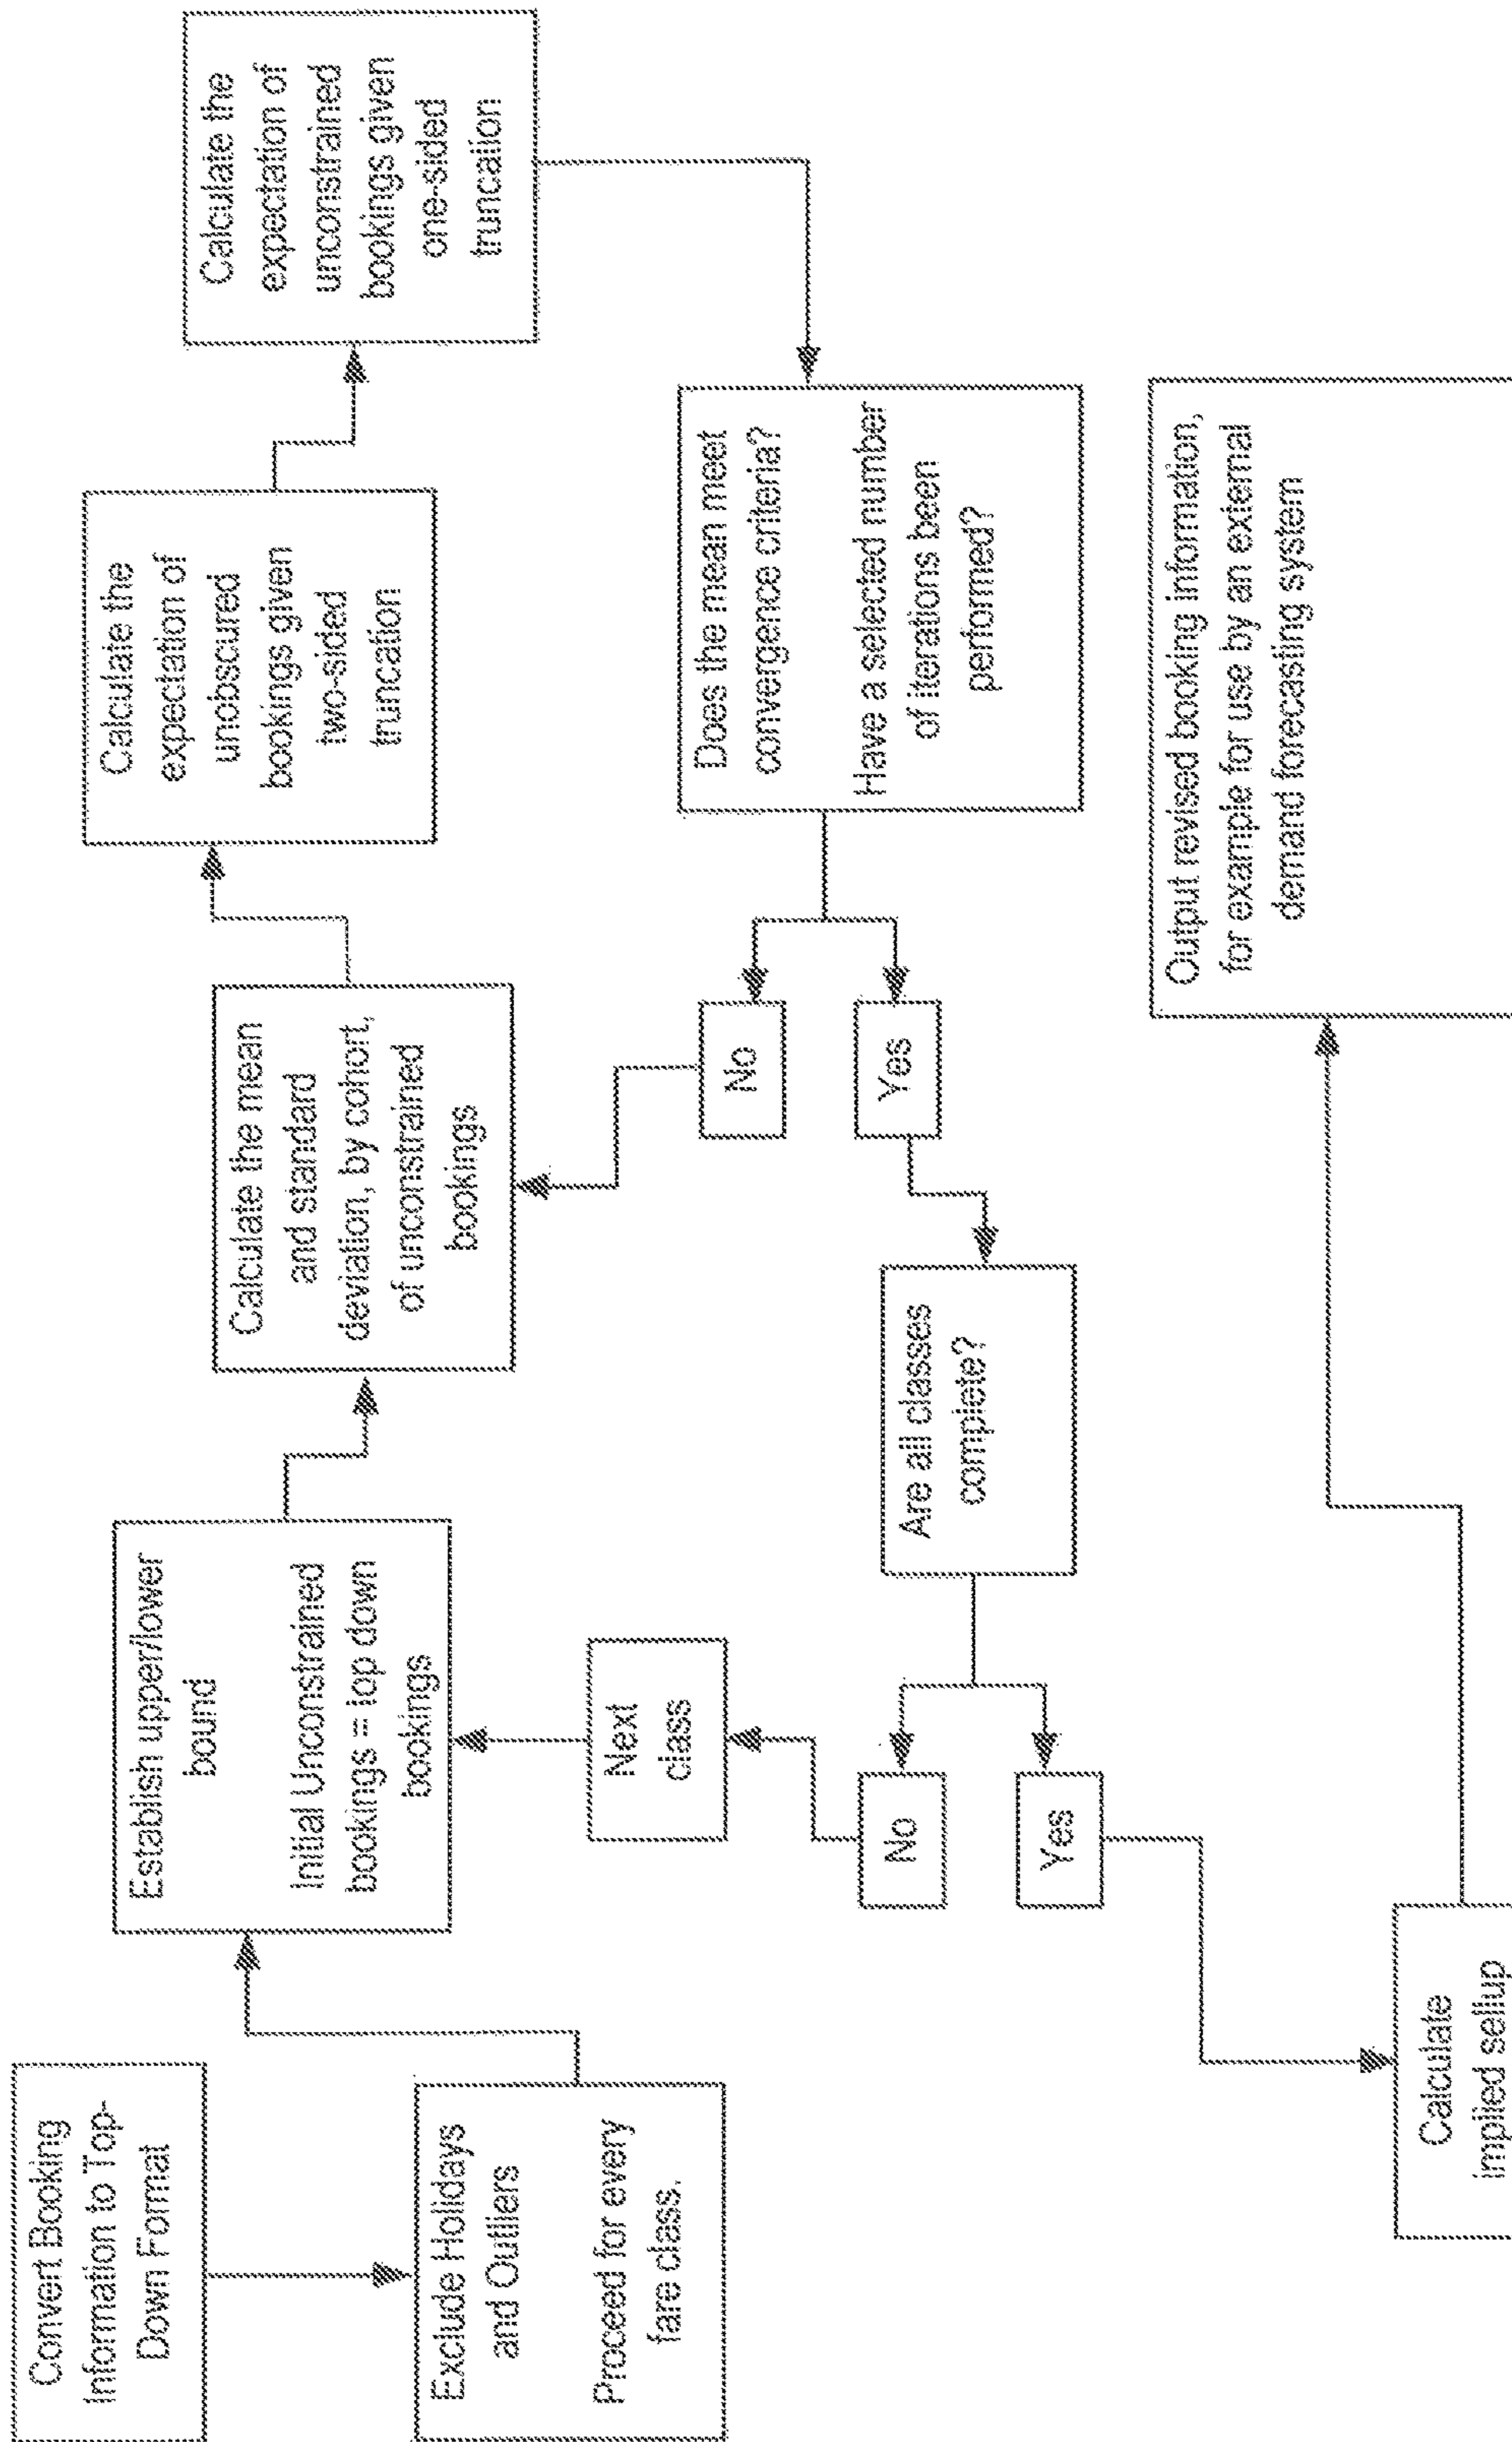 Convert Booking
Information to Top-
Down Format
Exclude Holidays
and Outliers
Proceed for every
fare class.
Establish upper/lower
bound
Initial Unconstrained
bookings = top down
bookings
Calculate the mean
and standard
deviation, by cohort,
of unconstrained
bookings
Calculate the
expectation of
unobscured
bookings given
two-sided
truncation
Calculate the
expectation of
unconstrained
bookings given
one-sided
truncation
Does the mean meet
convergence criteria?
Have a selected number
of iterations been
performed?
No
Yes
Are all classes
complete?
No
Yes
Next
class
Calculate
implied sellup
Output revised booking information,
for example for use by an external
demand forecasting system